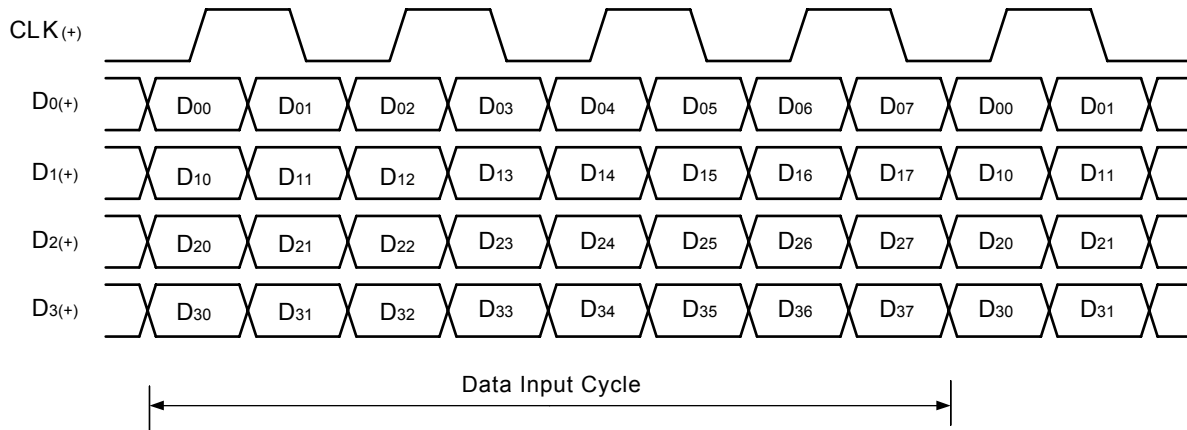 CLK(+)
D0(+) D00 D01 D02 D03 D04 D05 D06 D07 D00 D01
D1(+) D10 D11 D12 D13 D14 D15 D16 D17 D10 D11
D2(+) D20 D21 D22 D23 D24 D25 D26 D27 D20 D21
D3(+) D30 D31 D32 D33 D34 D35 D36 D37 D30 D31
Data Input Cycle